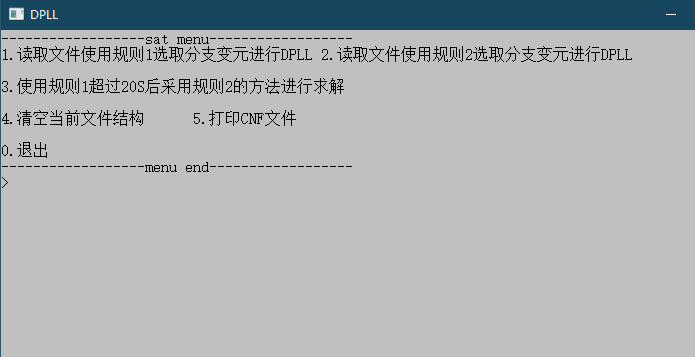 DPLL
------------------sat menu------------------
1.读取文件使用规则1选取分支变元进行DPLL 2.读取文件使用规则2选取分支变元进行DPLL
3.使用规则1超过20S后采用规则2的方法进行求解
4.清空当前文件结构      5.打印CNF文件
0.退出
------------------menu end------------------
>